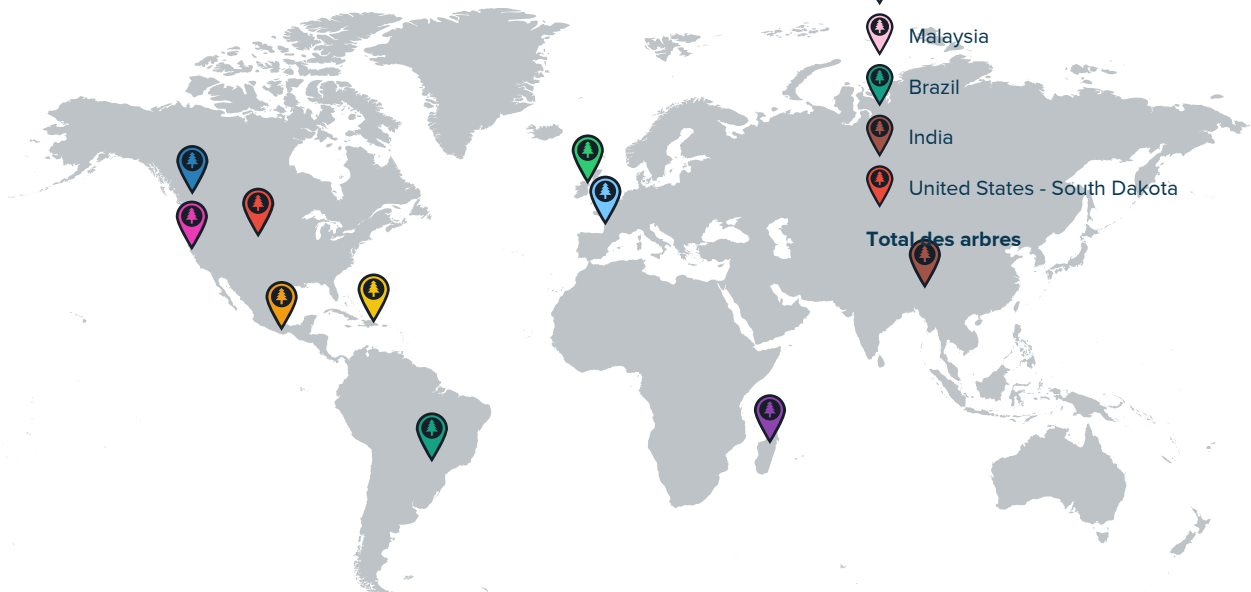 Malaysia
Brazil
India
United States - South Dakota
Total des arbres